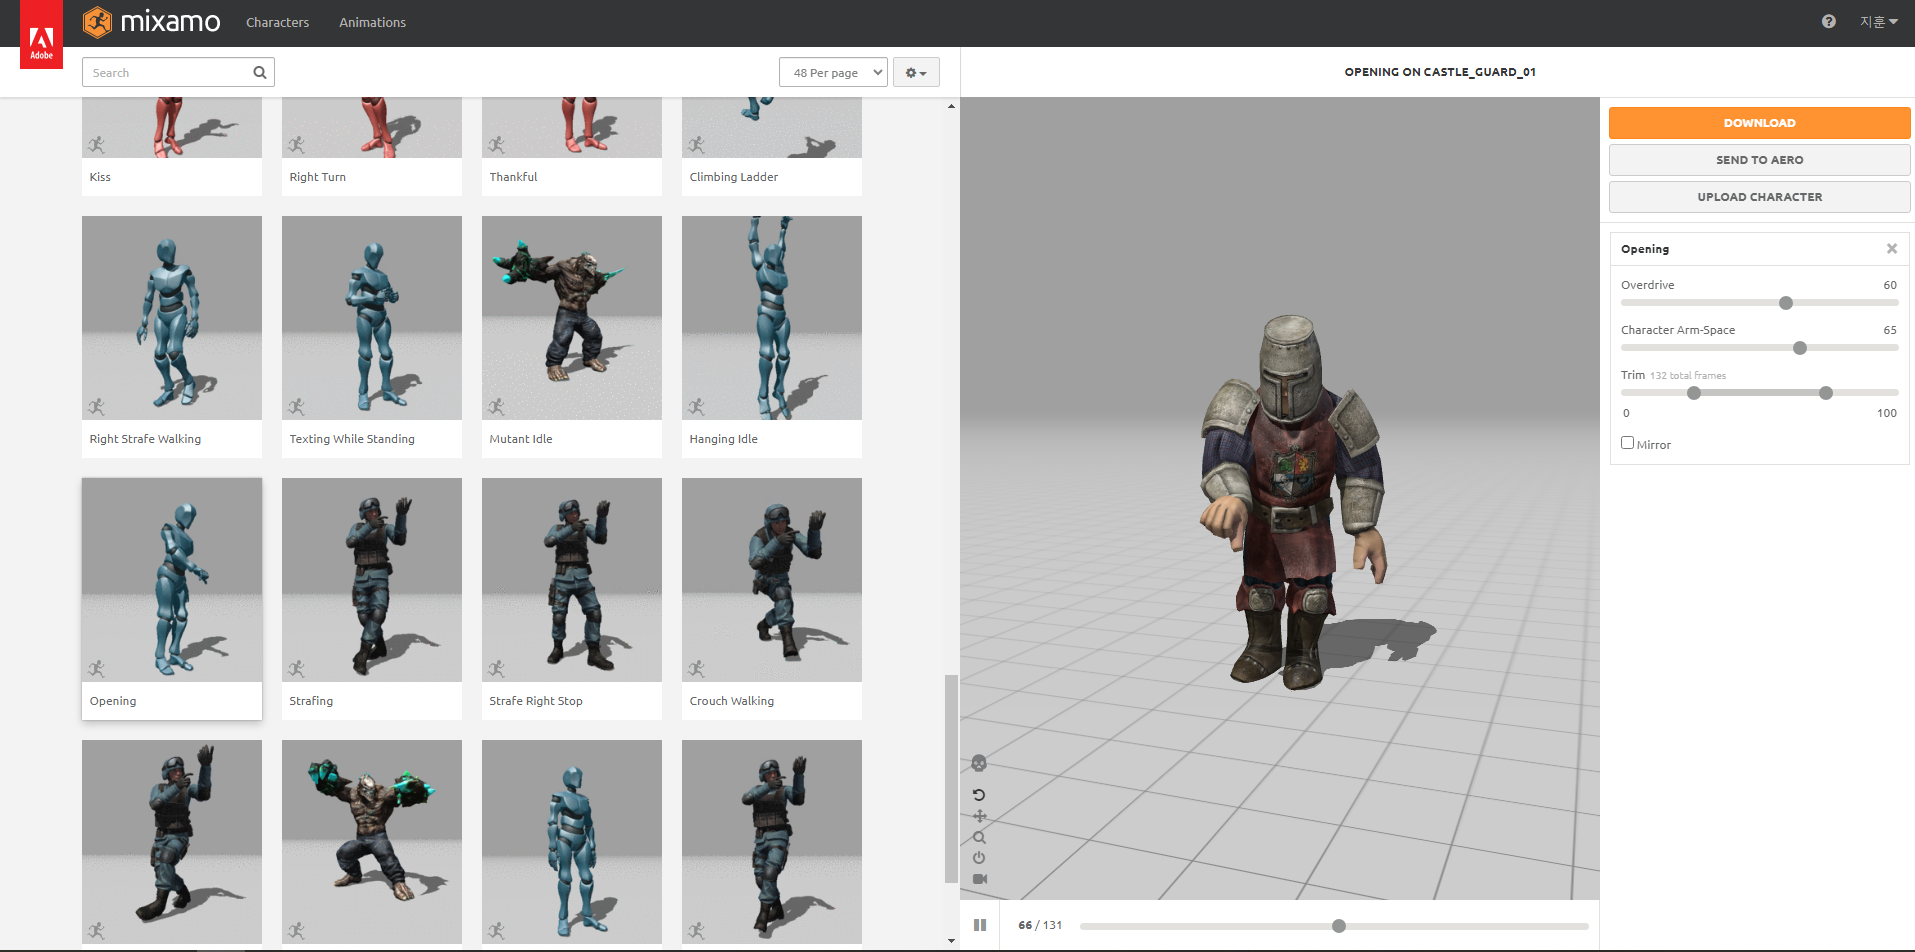 Adobe
mixamo
Characters
Animations
지훈
Search
48 Per page
OPENING ON CASTLE_GUARD_01
Kiss
Right Turn
Thankful
Climbing Ladder
Right Strafe Walking
Texting While Standing
Mutant Idle
Hanging Idle
Opening
Strafing
Strafe Right Stop
Crouch Walking
66 / 131
DOWNLOAD
SEND TO AERO
UPLOAD CHARACTER
Opening
Overdrive 60
Character Arm-Space 65
Trim 132 total frames
0 100
Mirror